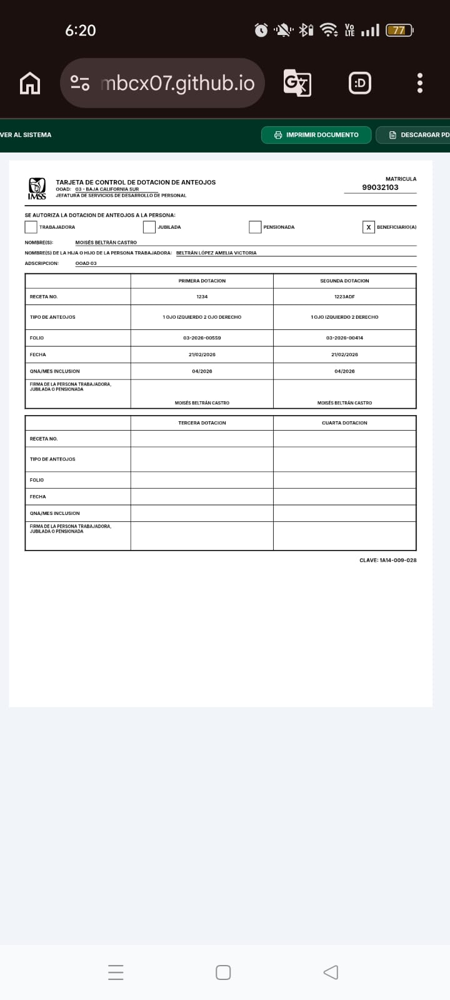 6:20
Vo LTE
77
mbcx07.github.io
:D
VER AL SISTEMA
IMPRIMIR DOCUMENTO
DESCARGAR PD
IMSS
TARJETA DE CONTROL DE DOTACION DE ANTEOJOS
OOAD: 03 - BAJA CALIFORNIA SUR
JEFATURA DE SERVICIOS DE DESARROLLO DE PERSONAL
MATRICULA
99032103
SE AUTORIZA LA DOTACION DE ANTEOJOS A LA PERSONA:
TRABAJADORA JUBILADA PENSIONADA X BENEFICIARIO(A)
NOMBRE(S): MOISÉS BELTRÁN CASTRO
NOMBRE(S) DE LA HIJA O HIJO DE LA PERSONA TRABAJADORA: BELTRÁN LÓPEZ AMELIA VICTORIA
ADSCRIPCION: OOAD 03
PRIMERA DOTACION SEGUNDA DOTACION
RECETA NO. 1234 1223ADF
TIPO DE ANTEOJOS 1 OJO IZQUIERDO 2 OJO DERECHO 1 OJO IZQUIERDO 2 DERECHO
FOLIO 03-2026-00559 03-2026-00414
FECHA 21/02/2026 21/02/2026
QNA/MES INCLUSION 04/2026 04/2026
FIRMA DE LA PERSONA TRABAJADORA,
JUBILADA O PENSIONADA
MOISÉS BELTRÁN CASTRO MOISÉS BELTRÁN CASTRO
TERCERA DOTACION CUARTA DOTACION
RECETA NO.
TIPO DE ANTEOJOS
FOLIO
FECHA
QNA/MES INCLUSION
FIRMA DE LA PERSONA TRABAJADORA,
JUBILADA O PENSIONADA
CLAVE: 1A14-009-028